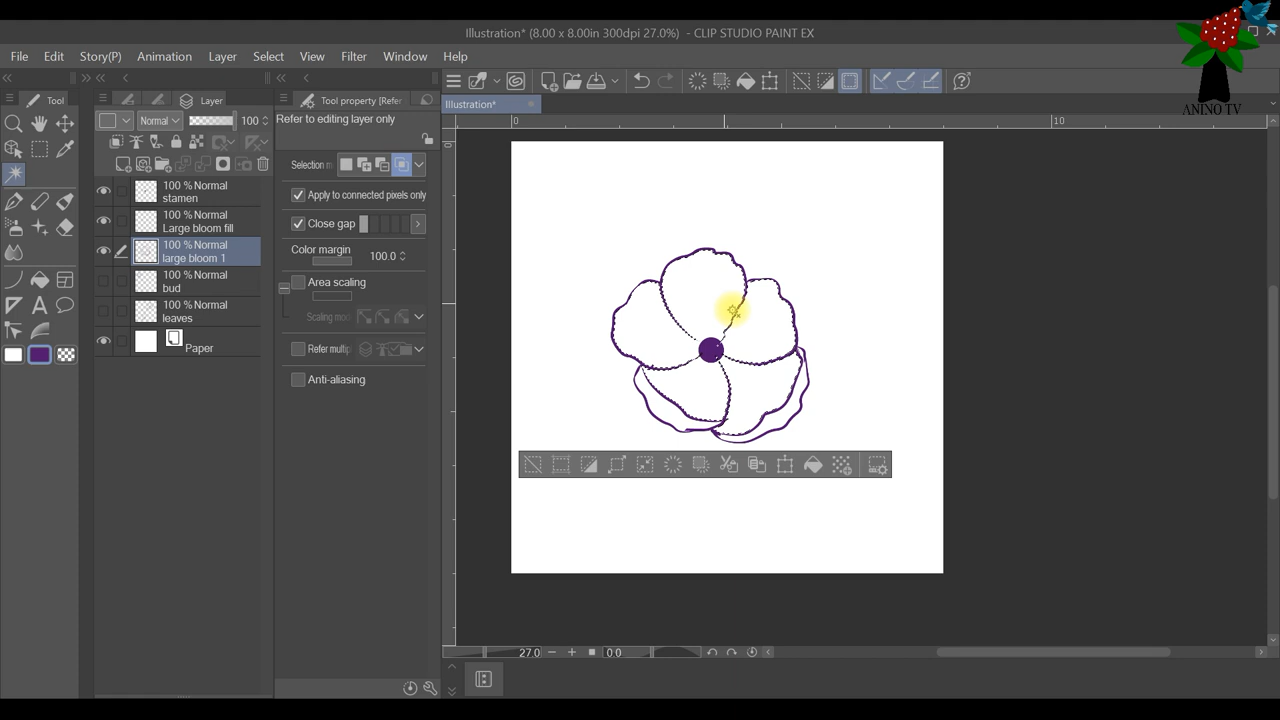 Illustration* (8.00 x 8.00in 300dpi 27.0%) - CLIP STUDIO PAINT EX
File Edit Story(P) Animation Layer Select View Filter Window Help
ANINO TV
Tool
Layer
Tool property [Refer
Illustration*
Normal
100
Refer to editing layer only
0
10
0
Selection m
100 % Normal
stamen
Apply to connected pixels only
100 % Normal
Large bloom fill
Close gap
100 % Normal
large bloom 1
Color margin
100.0
100 % Normal
bud
Area scaling
100 % Normal
leaves
Scaling mo
Paper
Refer multip
Anti-aliasing
27.0
0.0